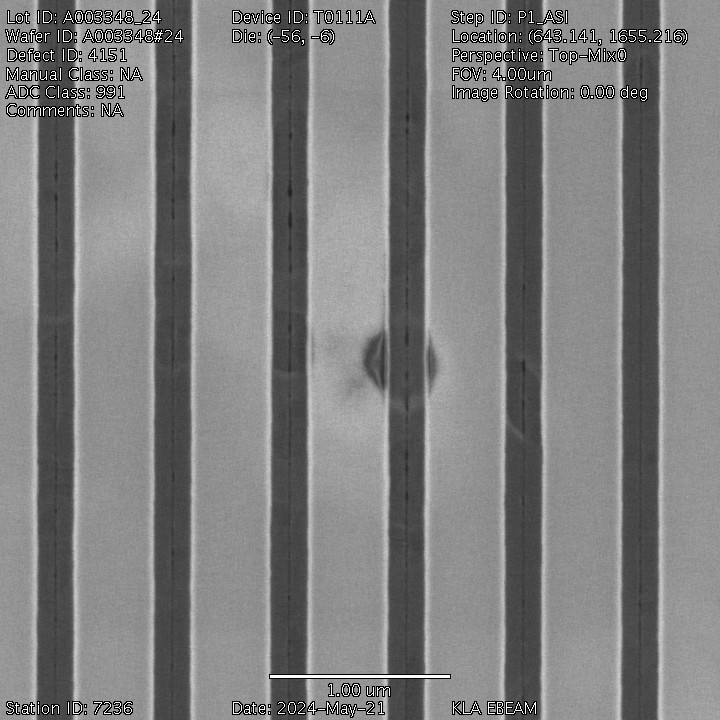 Lot ID: A003348_24
Wafer ID: A003348#24
Defect ID: 4151
Manual Class: NA
ADC Class: 991
Comments: NA
Device ID: T0111A
Die: (-56, -6)
Step ID: P1_ASI
Location: (643.141, 1655.216)
Perspective: Top-Mix0
FOV: 4.00um
Image Rotation: 0.00 deg
1.00 um
Station ID: 7236
Date: 2024-May-21
KLA EBEAM